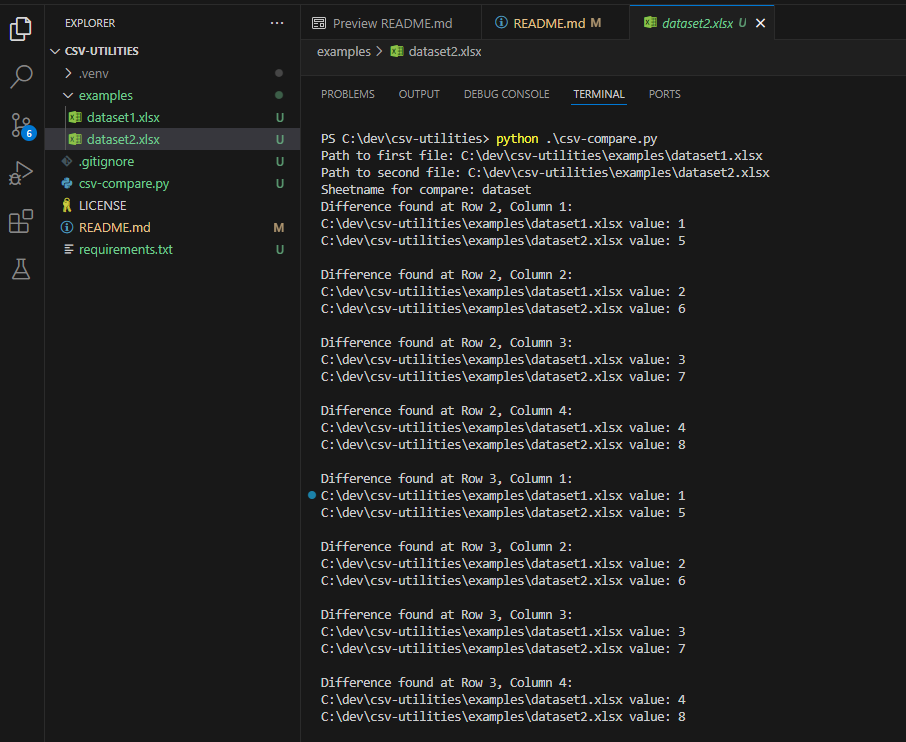 EXPLORER
CSV-UTILITIES
.venv
examples
dataset1.xlsx U
dataset2.xlsx U
.gitignore U
csv-compare.py U
LICENSE
README.md M
requirements.txt U
6
Preview README.md
README.md M
dataset2.xlsx U
examples > dataset2.xlsx
PROBLEMS OUTPUT DEBUG CONSOLE TERMINAL PORTS
PS C:\dev\csv-utilities> python .\csv-compare.py
Path to first file: C:\dev\csv-utilities\examples\dataset1.xlsx
Path to second file: C:\dev\csv-utilities\examples\dataset2.xlsx
Sheetname for compare: dataset
Difference found at Row 2, Column 1:
C:\dev\csv-utilities\examples\dataset1.xlsx value: 1
C:\dev\csv-utilities\examples\dataset2.xlsx value: 5
Difference found at Row 2, Column 2:
C:\dev\csv-utilities\examples\dataset1.xlsx value: 2
C:\dev\csv-utilities\examples\dataset2.xlsx value: 6
Difference found at Row 2, Column 3:
C:\dev\csv-utilities\examples\dataset1.xlsx value: 3
C:\dev\csv-utilities\examples\dataset2.xlsx value: 7
Difference found at Row 2, Column 4:
C:\dev\csv-utilities\examples\dataset1.xlsx value: 4
C:\dev\csv-utilities\examples\dataset2.xlsx value: 8
Difference found at Row 3, Column 1:
C:\dev\csv-utilities\examples\dataset1.xlsx value: 1
C:\dev\csv-utilities\examples\dataset2.xlsx value: 5
Difference found at Row 3, Column 2:
C:\dev\csv-utilities\examples\dataset1.xlsx value: 2
C:\dev\csv-utilities\examples\dataset2.xlsx value: 6
Difference found at Row 3, Column 3:
C:\dev\csv-utilities\examples\dataset1.xlsx value: 3
C:\dev\csv-utilities\examples\dataset2.xlsx value: 7
Difference found at Row 3, Column 4:
C:\dev\csv-utilities\examples\dataset1.xlsx value: 4
C:\dev\csv-utilities\examples\dataset2.xlsx value: 8